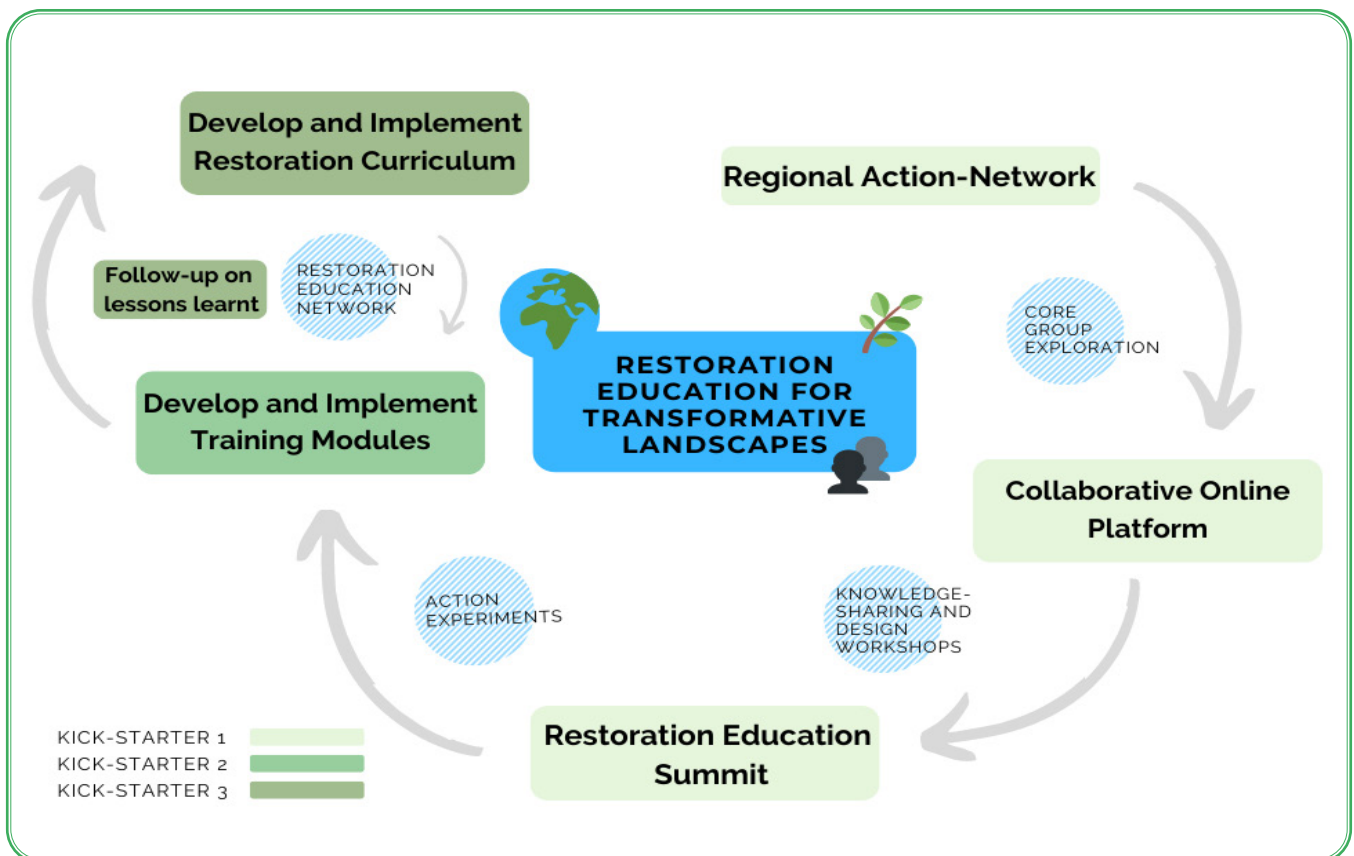 Develop and Implement
Restoration Curriculum
Regional Action-Network
Follow-up on
lessons learnt
RESTORATION
EDUCATION
NETWORK
CORE
GROUP
EXPLORATION
RESTORATION
EDUCATION FOR
TRANSFORMATIVE
LANDSCAPES
Develop and Implement
Training Modules
Collaborative Online
Platform
ACTION
EXPERIMENTS
KNOWLEDGE-
SHARING AND
DESIGN
WORKSHOPS
Restoration Education
Summit
KICK-STARTER 1
KICK-STARTER 2
KICK-STARTER 3